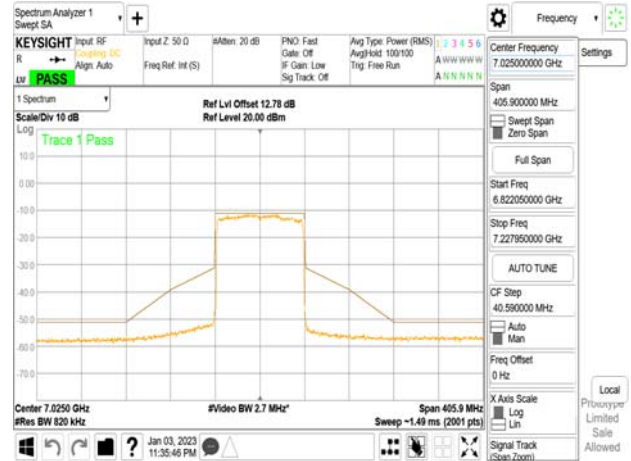 Spectrum Analyzer 1
Swept SA
+
Frequency
KEYSIGHT
Input: RF
Coupling: DC
Align: Auto
Input Z: 50 Ω
Freq Ref: Int (S)
#Atten: 20 dB
PNO: Fast
Gate: Off
IF Gain: Low
Sig Track: Off
Avg Type: Power (RMS)
Avg|Hold: 100/100
Trig: Free Run
1 2 3 4 5 6
A W W W W W
A N N N N N
R
PASS
1 Spectrum
Scale/Div 10 dB
Ref Lvl Offset 12.78 dB
Ref Level 20.00 dBm
Log
Trace 1 Pass
10.0
0.00
-10.0
-20.0
-30.0
-40.0
-50.0
-60.0
-70.0
Center 7.0250 GHz
#Res BW 820 kHz
#Video BW 2.7 MHz*
Span 405.9 MHz
Sweep ~1.49 ms (2001 pts)
?
Jan 03, 2023
11:35:46 PM
Center Frequency
7.025000000 GHz
Settings
Span
405.900000 MHz
Swept Span
Zero Span
Full Span
Start Freq
6.822050000 GHz
Stop Freq
7.227950000 GHz
AUTO TUNE
CF Step
40.590000 MHz
Auto
Man
Freq Offset
0 Hz
X Axis Scale
Log
Lin
Signal Track
(Span Zoom)
Local
Prototype
Limited
Sale
Allowed